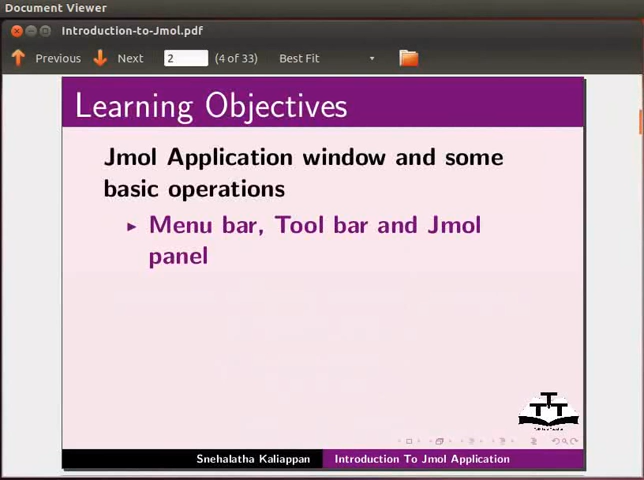 Document Viewer
Introduction-to-Jmol.pdf
Previous Next 2 (4 of 33) Best Fit
Learning Objectives
Jmol Application window and some
basic operations
Menu bar, Tool bar and Jmol
panel
Snehalatha Kaliappan Introduction To Jmol Application